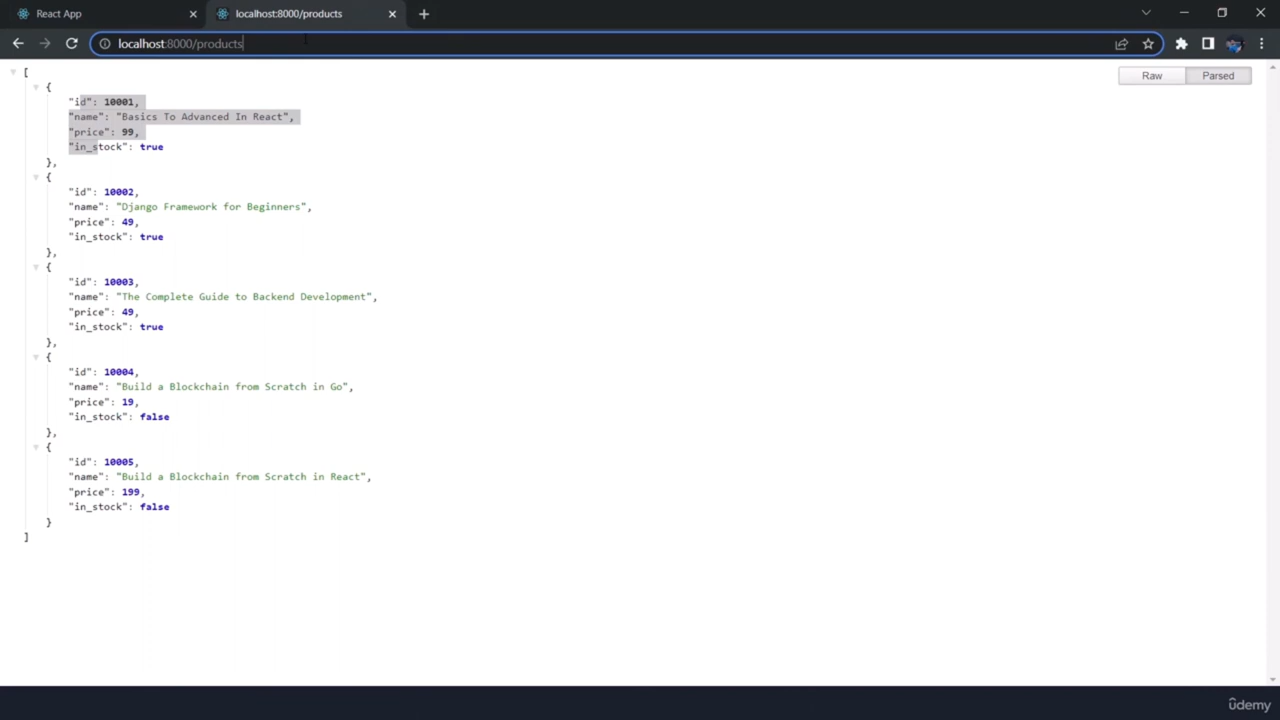 React App
localhost:8000/products
localhost:8000/products
Raw
Parsed
[
{
"id": 10001,
"name": "Basics To Advanced In React",
"price": 99,
"in_stock": true
},
{
"id": 10002,
"name": "Django Framework for Beginners",
"price": 49,
"in_stock": true
},
{
"id": 10003,
"name": "The Complete Guide to Backend Development",
"price": 49,
"in_stock": true
},
{
"id": 10004,
"name": "Build a Blockchain from Scratch in Go",
"price": 19,
"in_stock": false
},
{
"id": 10005,
"name": "Build a Blockchain from Scratch in React",
"price": 199,
"in_stock": false
}
]
ûdemy